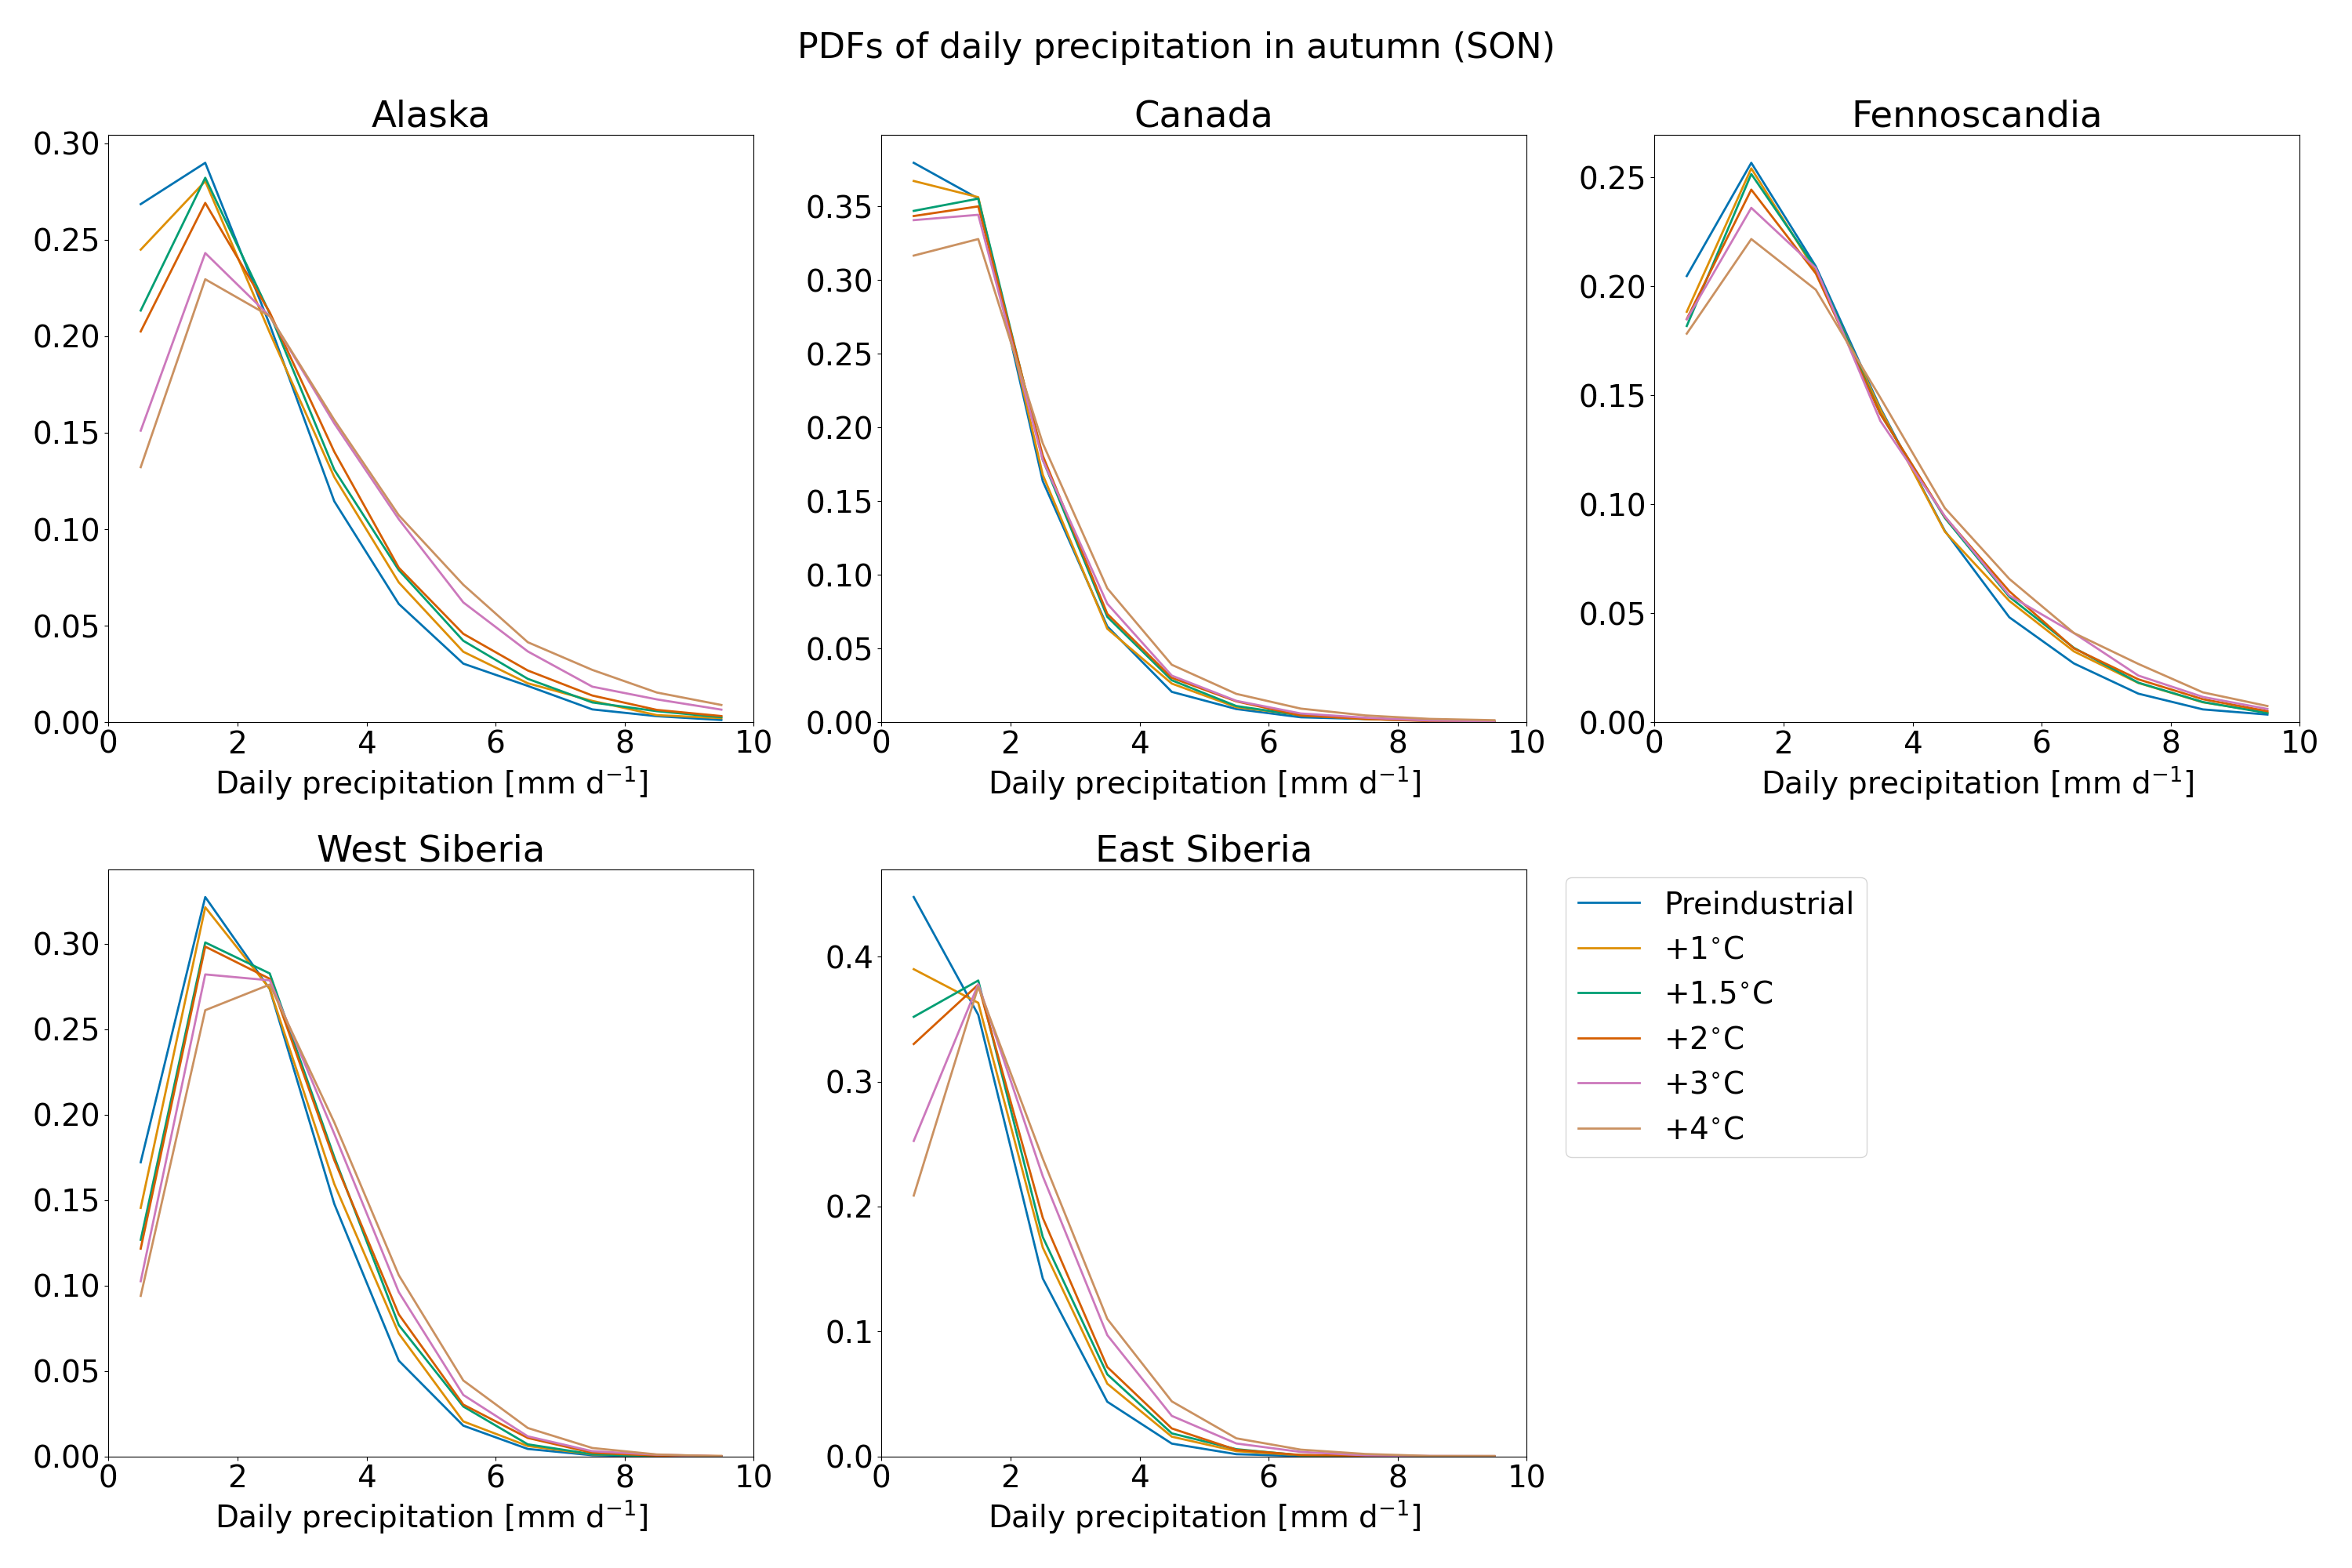 PDFs of daily precipitation in autumn (SON)
Alaska
0.30
0.25
0.20
0.15
0.10
0.05
0.00
0 2 4 6 8 10
Daily precipitation [mm d⁻¹]
Canada
0.35
0.30
0.25
0.20
0.15
0.10
0.05
0.00
0 2 4 6 8 10
Daily precipitation [mm d⁻¹]
Fennoscandia
0.25
0.20
0.15
0.10
0.05
0.00
0 2 4 6 8 10
Daily precipitation [mm d⁻¹]
West Siberia
0.30
0.25
0.20
0.15
0.10
0.05
0.00
0 2 4 6 8 10
Daily precipitation [mm d⁻¹]
East Siberia
0.4
0.3
0.2
0.1
0.0
0 2 4 6 8 10
Daily precipitation [mm d⁻¹]
Preindustrial
+1°C
+1.5°C
+2°C
+3°C
+4°C